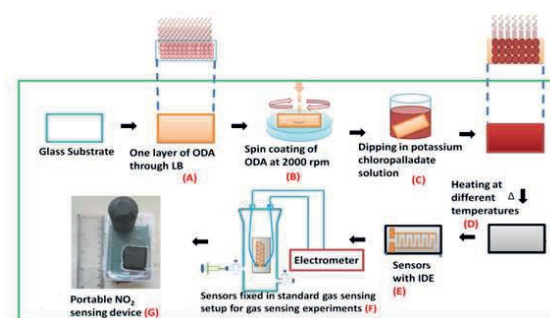 Glass Substrate
One layer of ODA
through LB
(A)
Spin coating of
ODA at 2000 rpm
(B)
Dipping in potassium
chloropalladate
solution
(C)
Heating at
different Δ
temperatures
(D)
Sensors
with IDE
(E)
Electrometer
Sensors fixed in standard gas sensing
setup for gas sensing experiments (F)
Portable NO₂
sensing device (G)